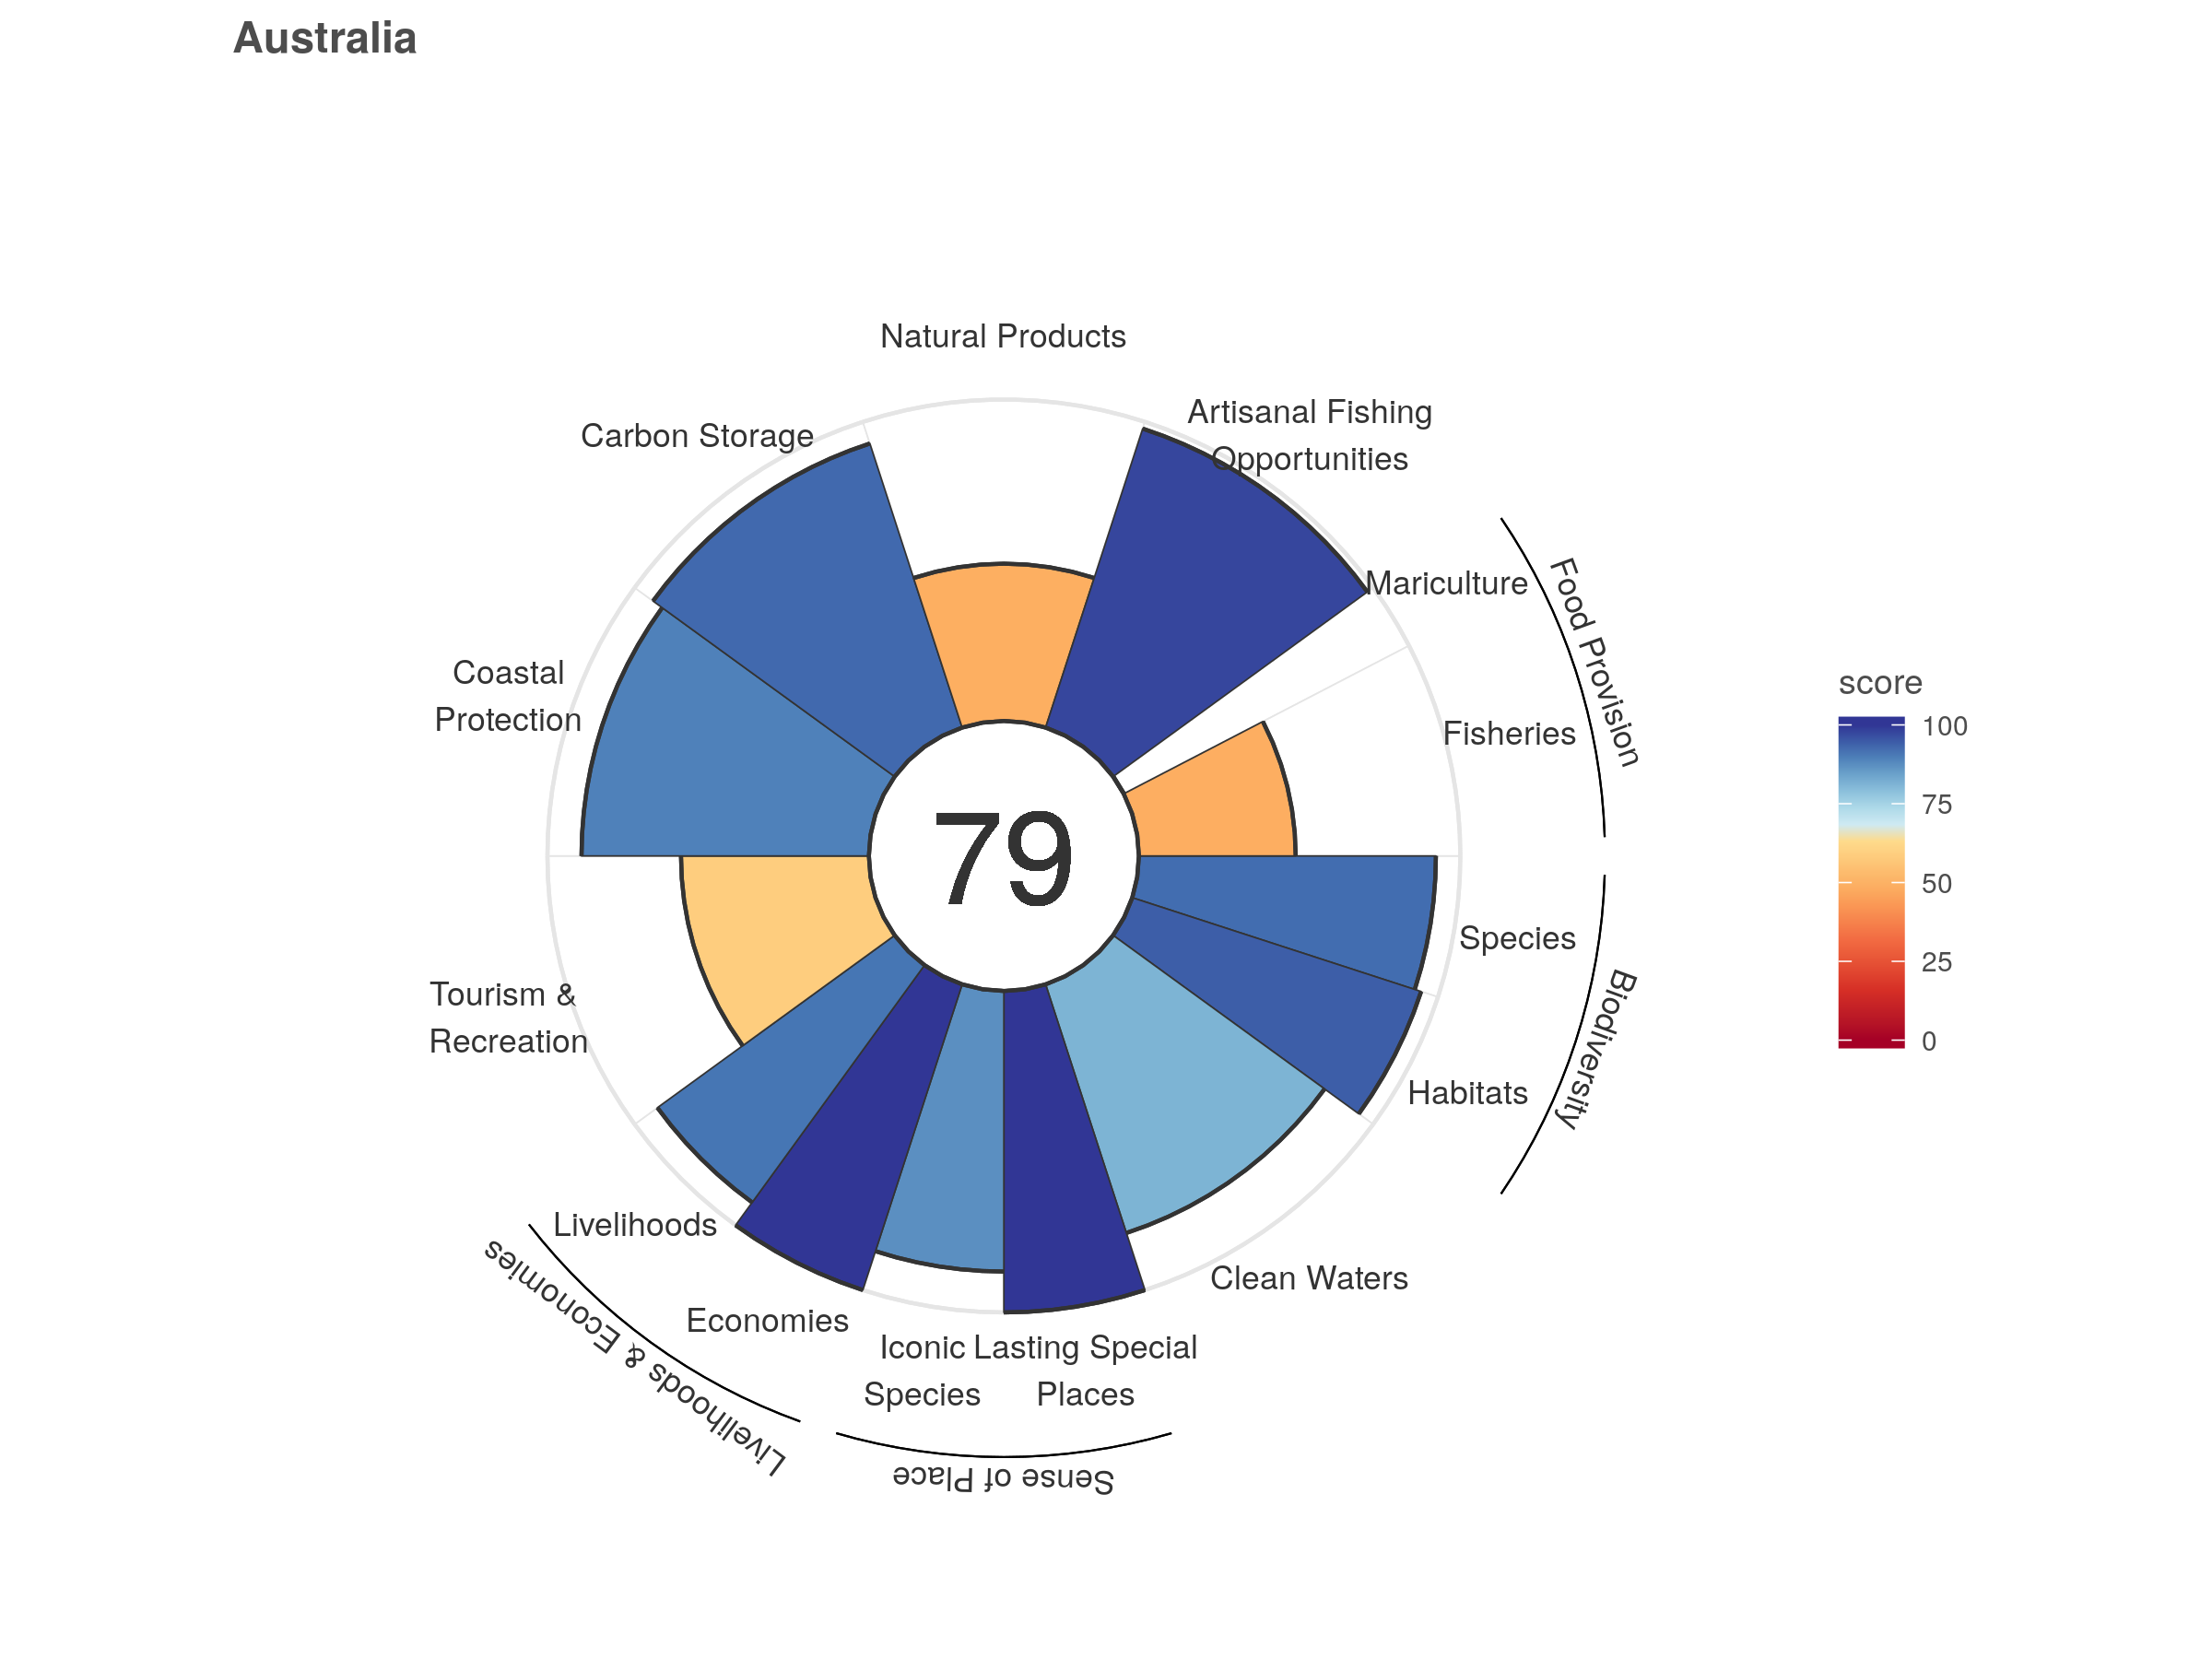 Australia
Natural Products
Artisanal Fishing
Opportunities
Carbon Storage
Mariculture
Food Provision
Coastal
Protection
Fisheries
79
score
100
75
50
25
0
Species
Biodiversity
Tourism &
Recreation
Habitats
Livelihoods
Clean Waters
Livelihoods & Economies
Economies
Iconic
Species
Lasting Special
Places
Sense of Place